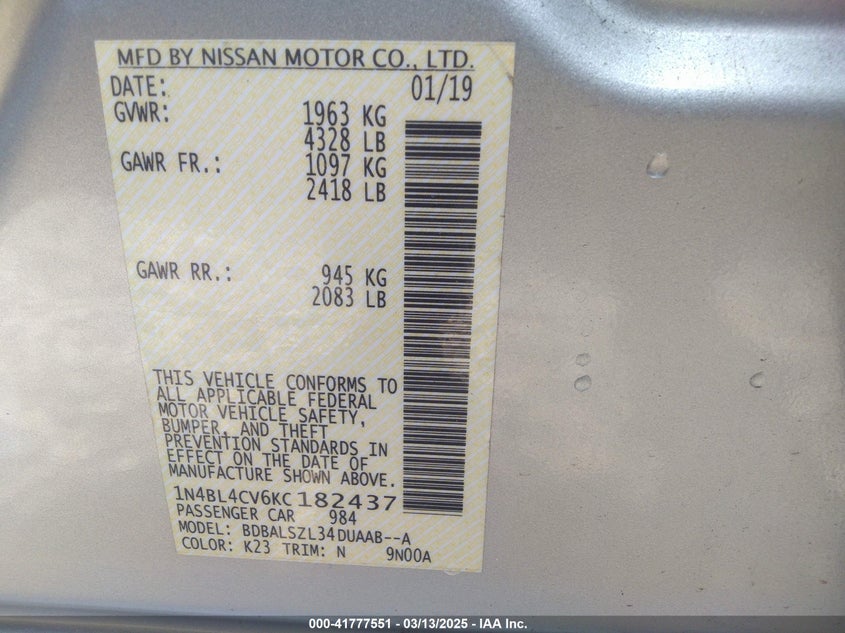 MFD BY NISSAN MOTOR CO., LTD.
DATE: 01/19
GVWR: 1963 KG
4328 LB
GAWR FR.: 1097 KG
2418 LB
GAWR RR.: 945 KG
2083 LB
THIS VEHICLE CONFORMS TO
ALL APPLICABLE FEDERAL
MOTOR VEHICLE SAFETY,
BUMPER, AND THEFT
PREVENTION STANDARDS IN
EFFECT ON THE DATE OF
MANUFACTURE SHOWN ABOVE.
1N4BL4CV6KC182437
PASSENGER CAR 984
MODEL: BDBALSZL34DUAAB--A
COLOR: K23 TRIM: N 9N00A
000-41777551 / 03/13/2025 - IAA Inc.